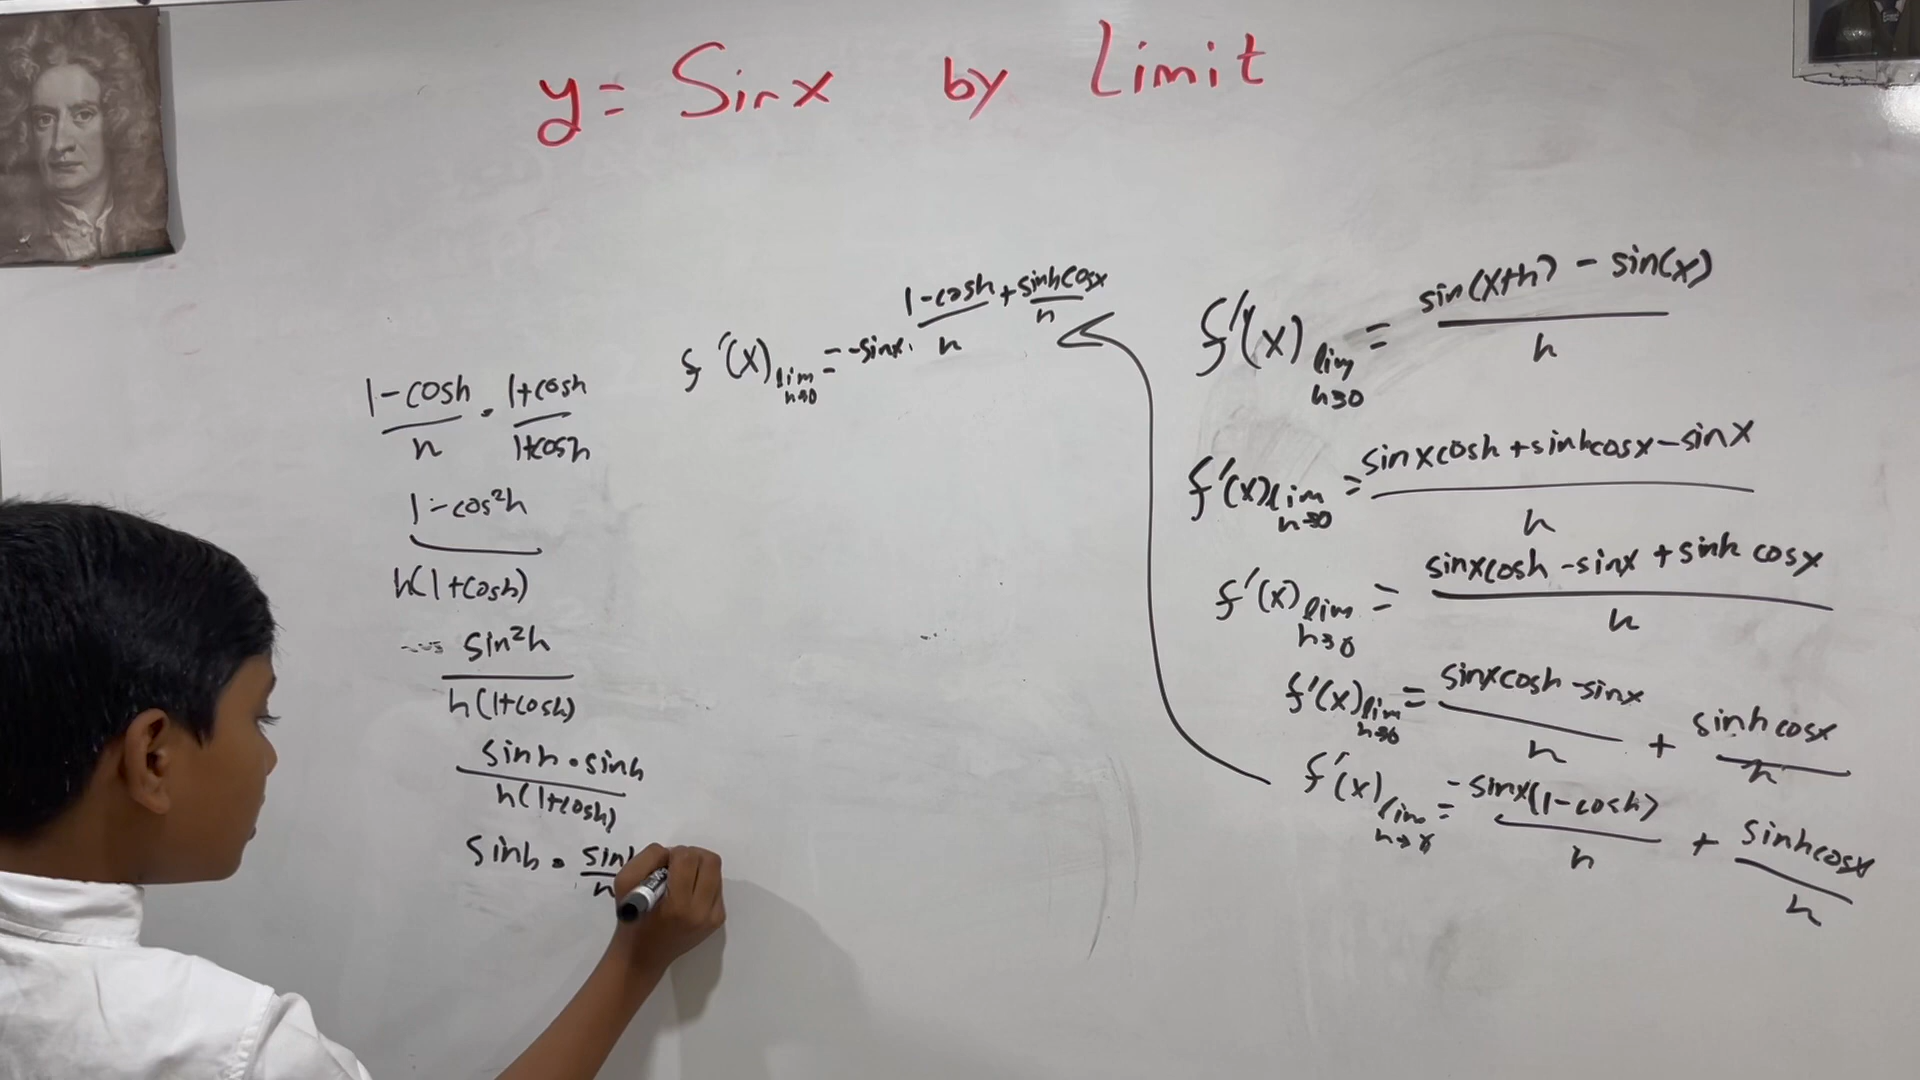 y = Sinx by Limit
f'(x) lim h→0 = sin(x+h) - sin(x) / h
f'(x) lim h→0 = sinxcosh + sinhcosx - sinx / h
f'(x) lim h→0 = sinxcosh - sinx + sinh cosx / h
f'(x) lim h→0 = sinxcosh - sinx / h + sinh cosx / h
f'(x) lim h→0 = -sinx(1-cosh) / h + sinhcosx / h
f'(x) lim h→0 = -sinx · 1-cosh / h + sinhcosx / h
1-cosh / h · 1+cosh / 1+cosh
1-cos²h / h(1+cosh)
sin²h / h(1+cosh)
sinh · sinh / h(1+cosh)
sinh ·